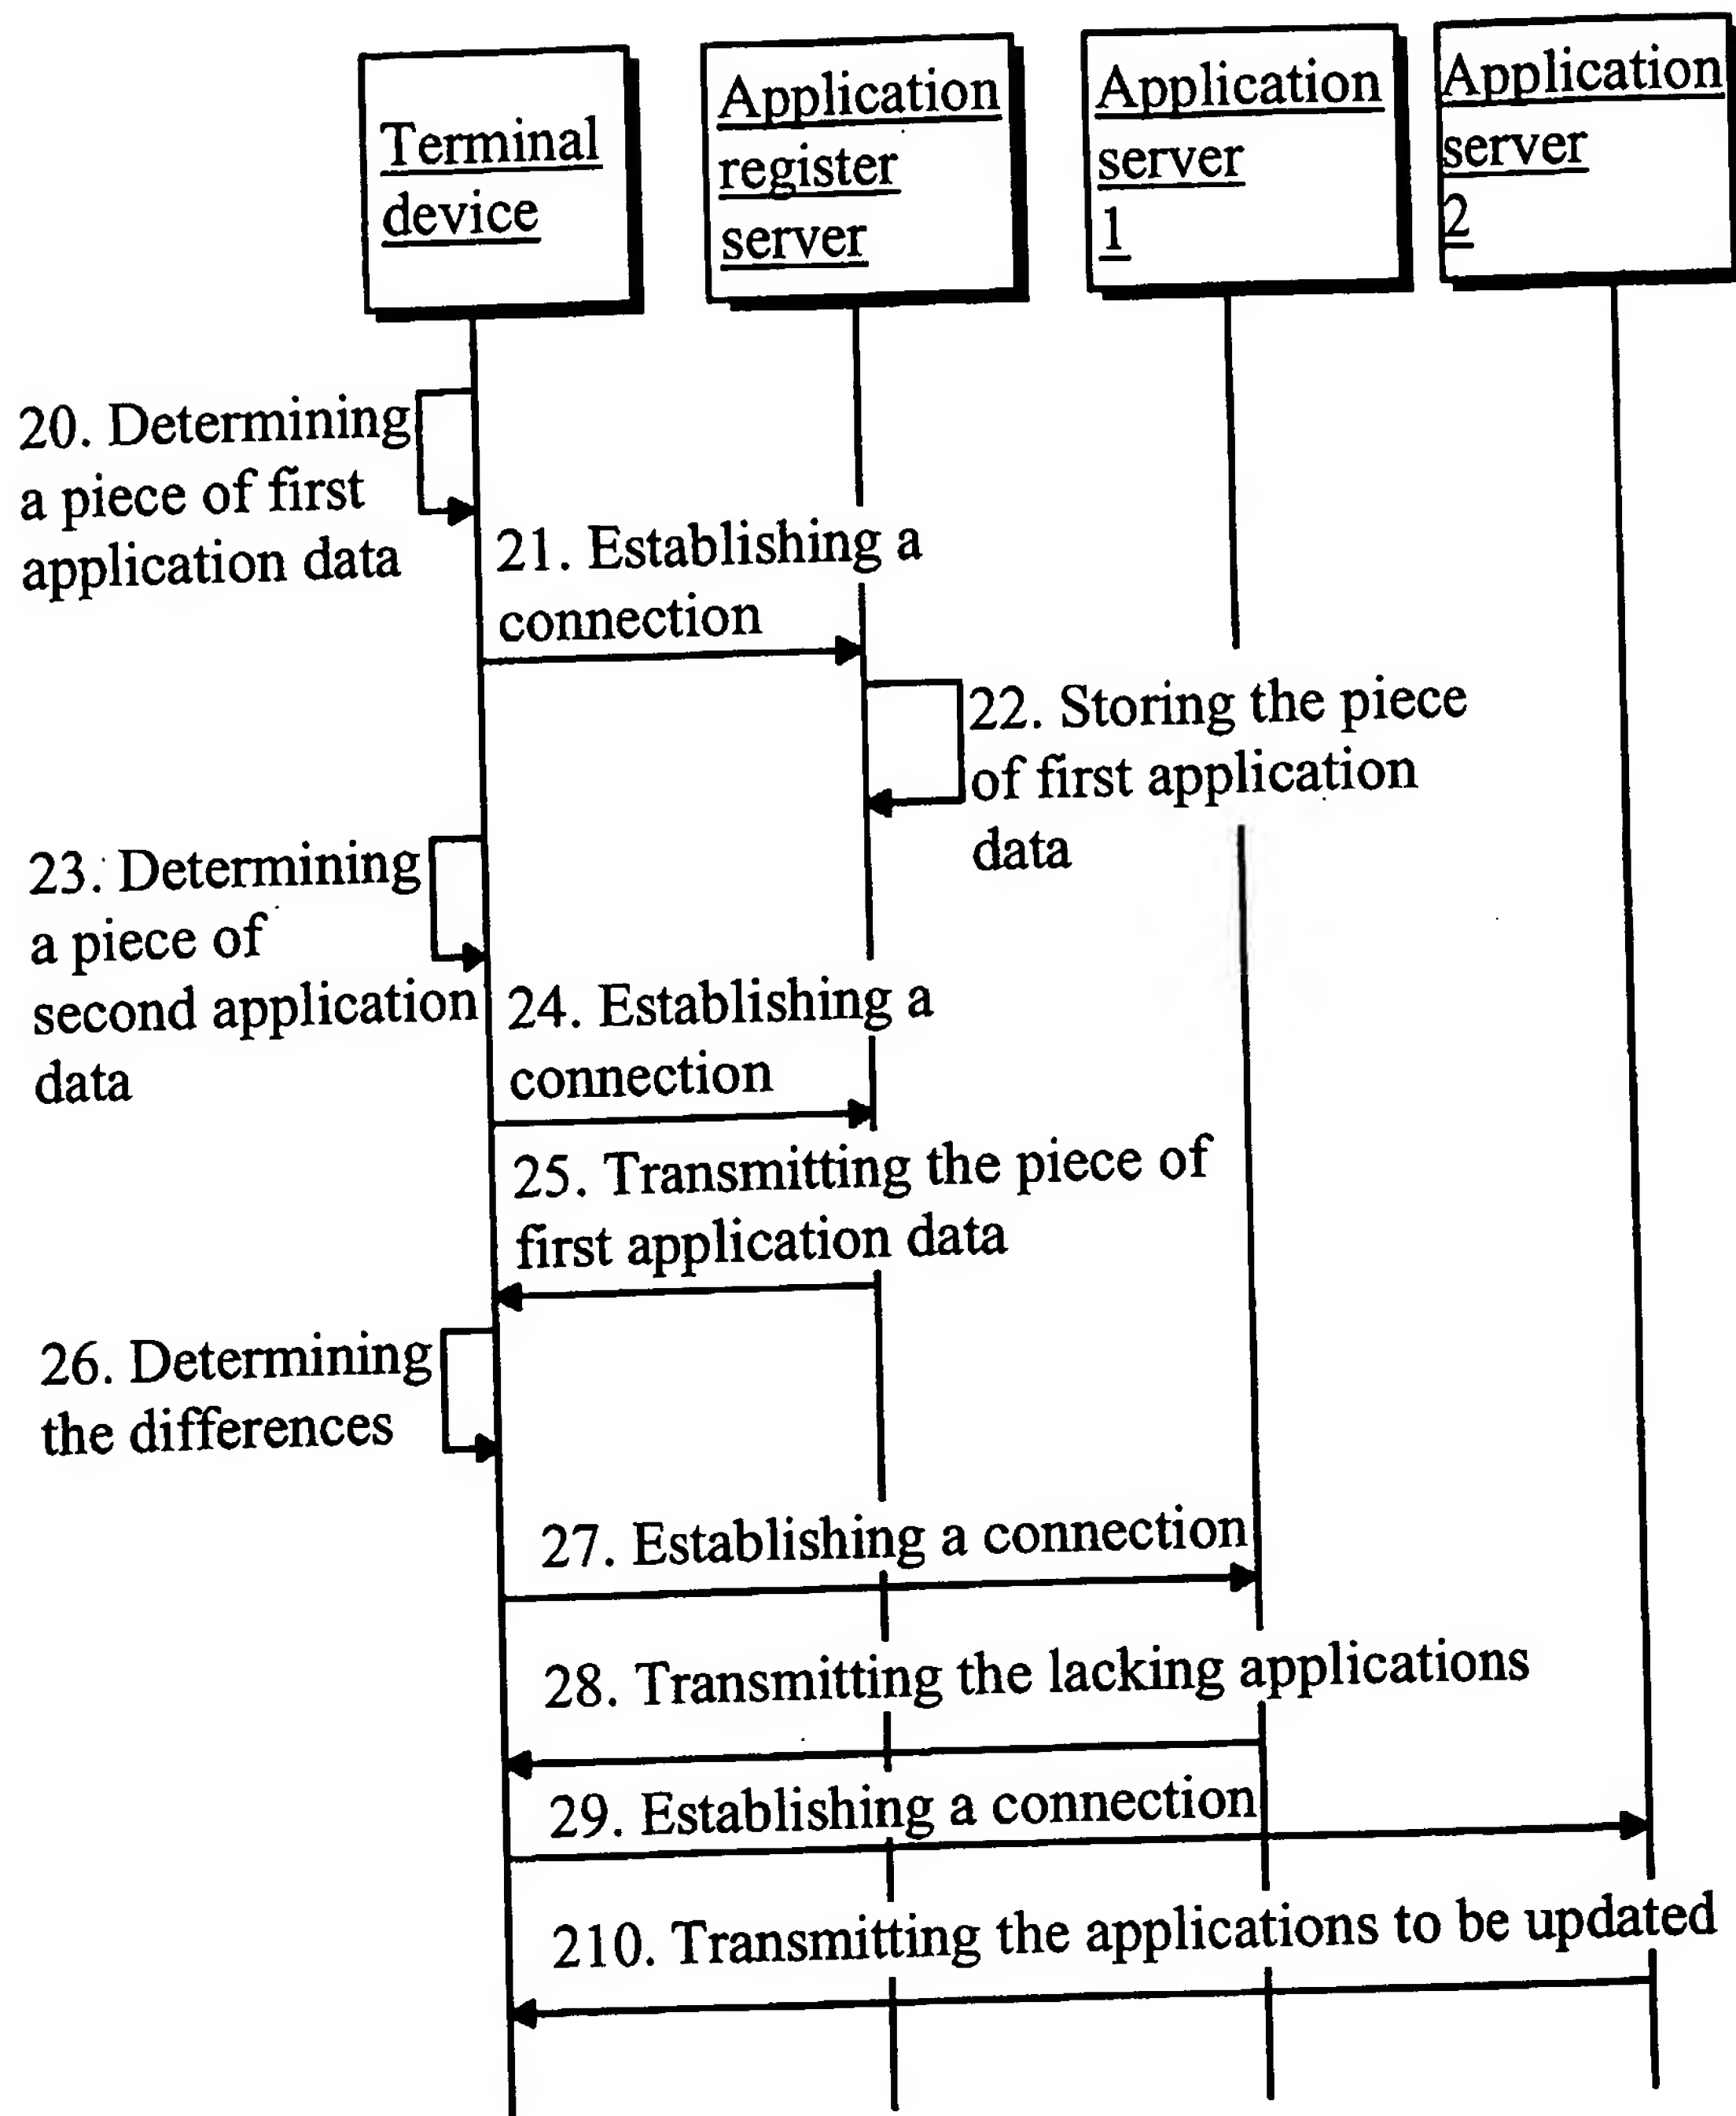 Terminal
device
Application
register
server
Application
server
1
Application
server
2
20. Determining
a piece of first
application data
21. Establishing a
connection
22. Storing the piece
of first application
data
23. Determining
a piece of
second application
data
24. Establishing a
connection
25. Transmitting the piece of
first application data
26. Determining
the differences
27. Establishing a connection
28. Transmitting the lacking applications
29. Establishing a connection
210. Transmitting the applications to be updated